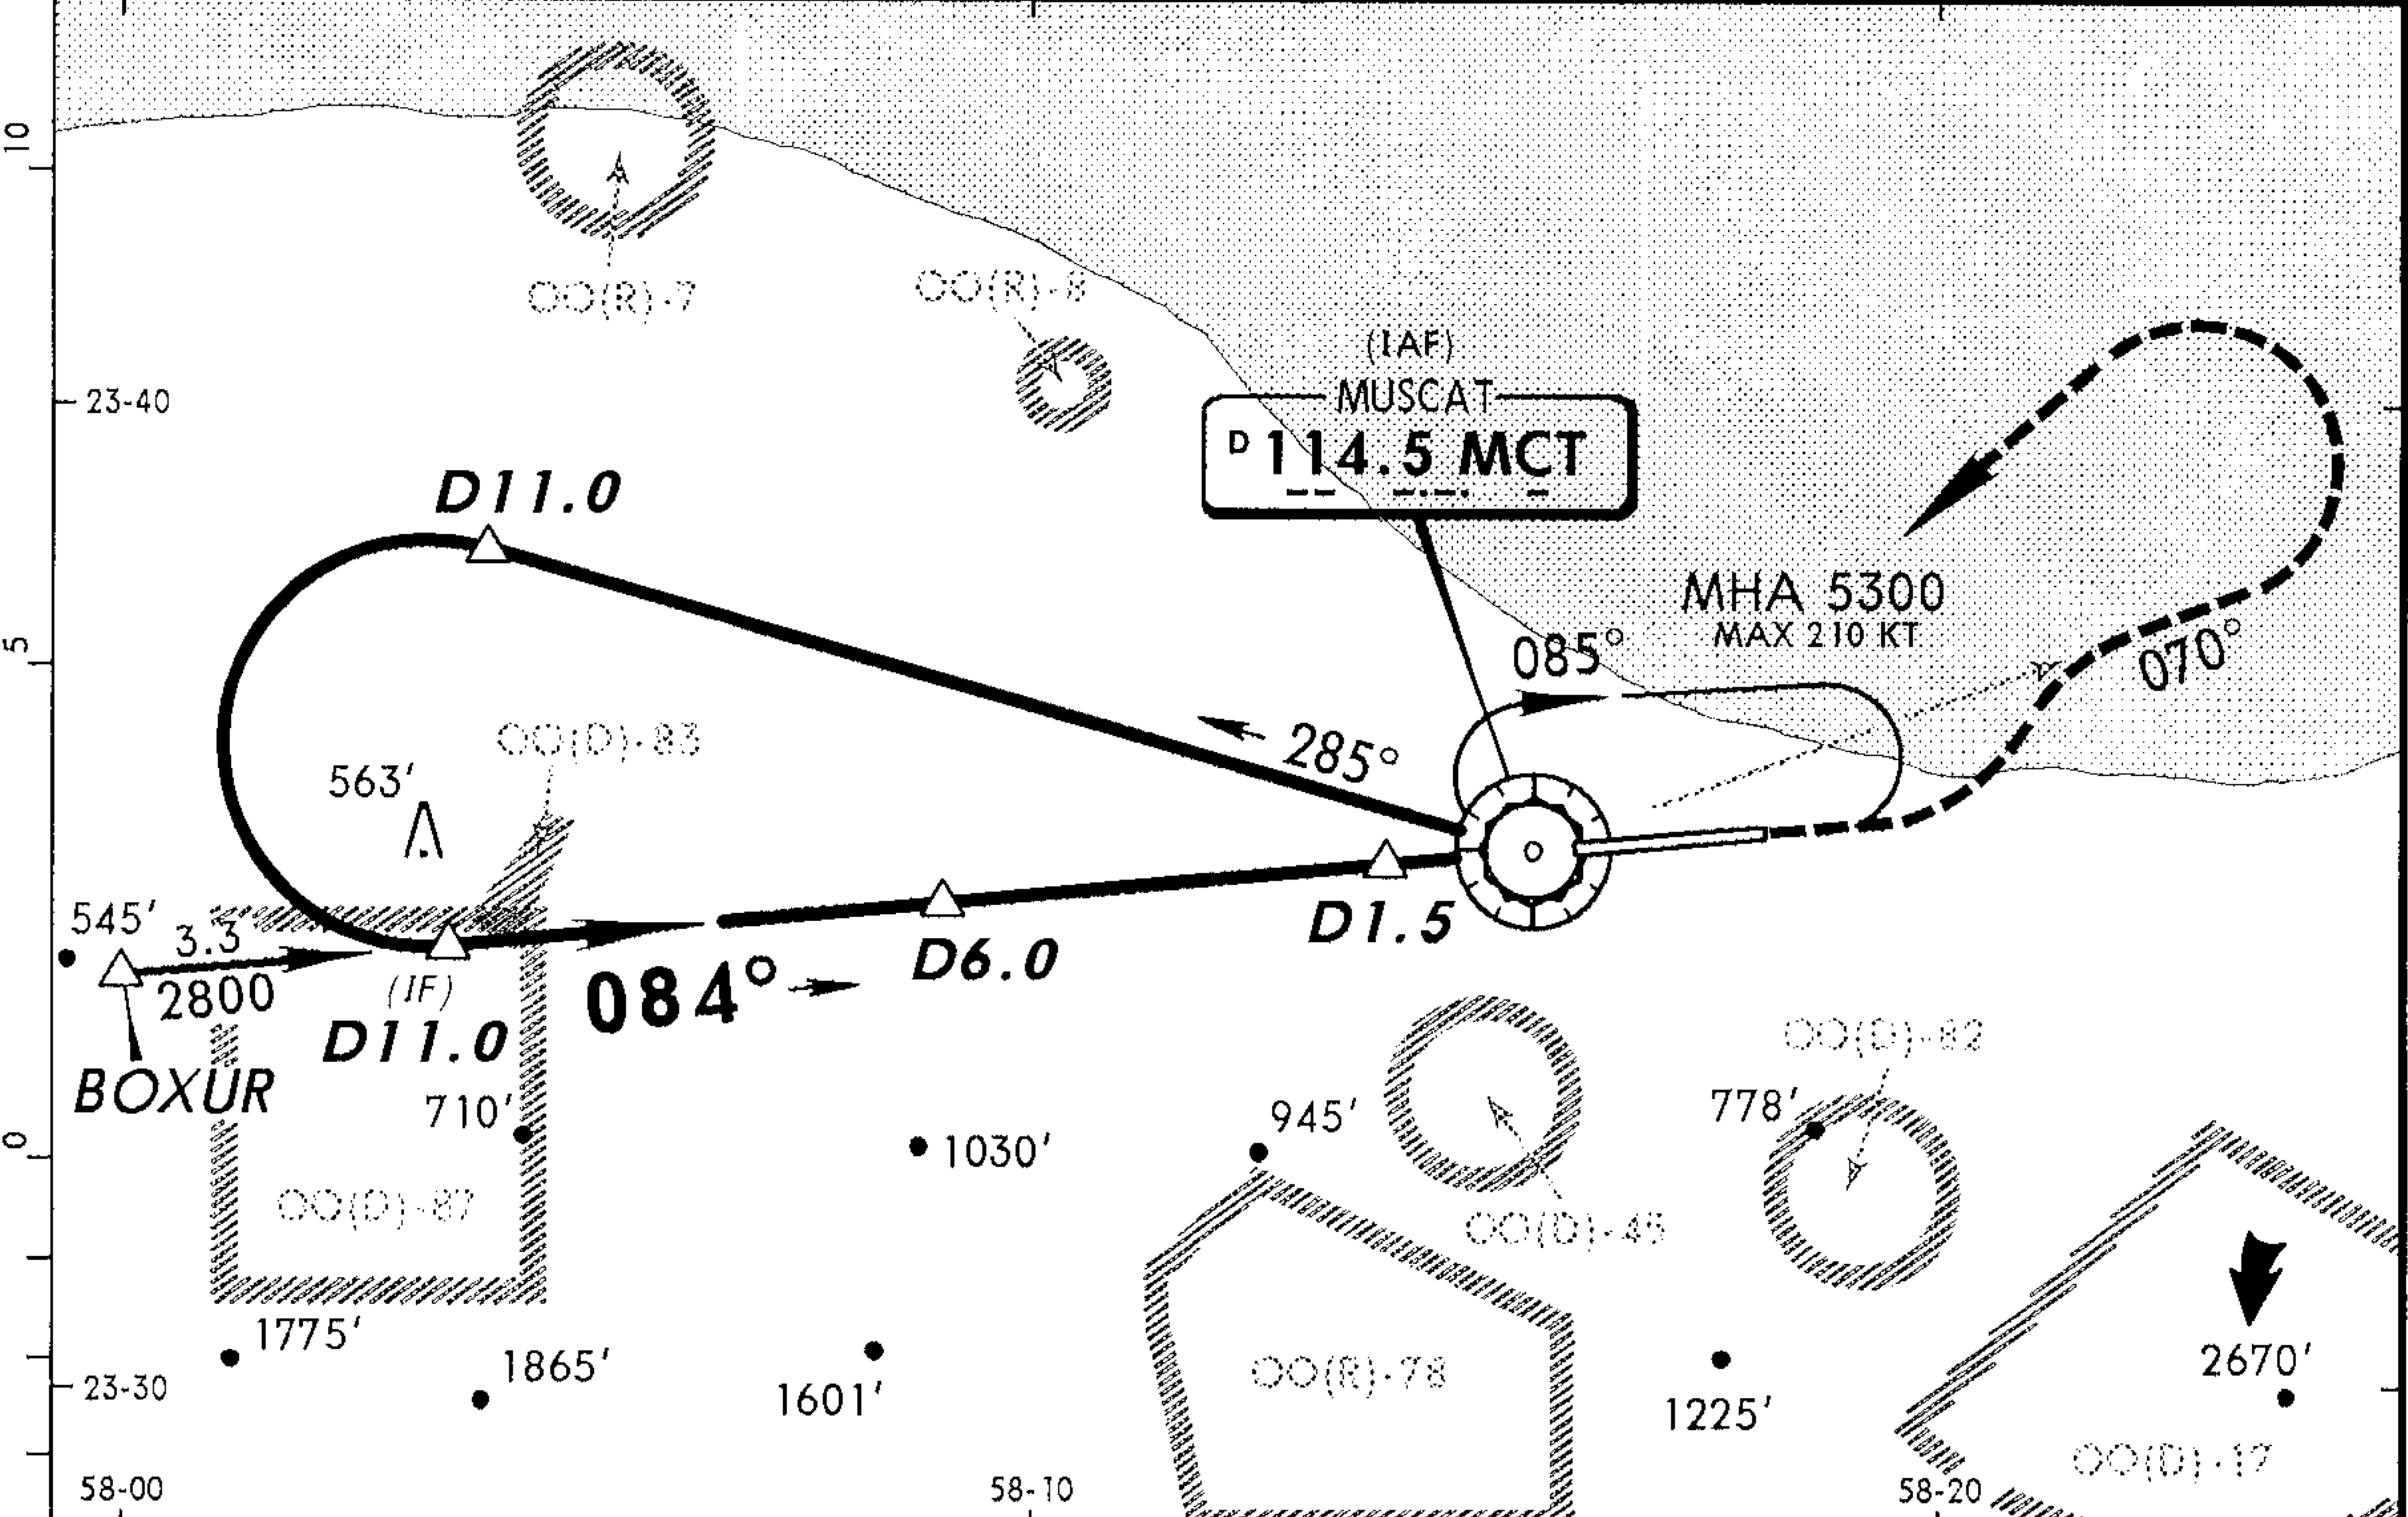 10
OO(R)-7
OO(R)-8
(IAF)
MUSCAT
23-40
D 114.5 MCT
D11.0
MHA 5300
MAX 210 KT
5
085°
070°
OO(D)-83
285°
563'
545'
3.3
D1.5
D6.0
2800
(IF)
084°
D11.0
OO(D)-82
BOXUR
710'
945'
778'
0
1030'
OO(D)-87
OO(D)-45
1775'
1865'
2670'
OO(R)-78
23-30
1601'
1225'
OO(D)-17
58-00
58-10
58-20